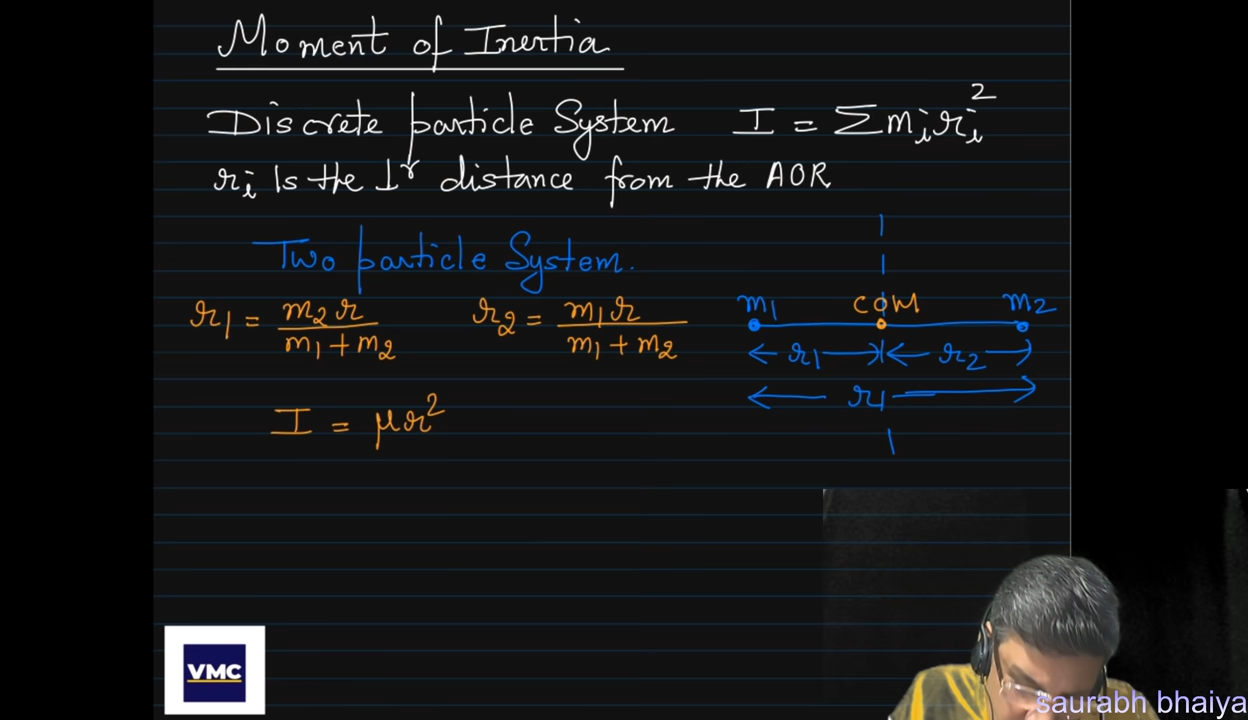 Moment of Inertia
Discrete particle System I = Σ mᵢrᵢ²
rᵢ Is the ⊥ʳ distance from the AOR
Two particle System.
r₁ = m₂r / (m₁ + m₂) r₂ = m₁r / (m₁ + m₂)
m₁ COM m₂
r₁ r₂
r
I = μr²
VMC
saurabh bhaiya